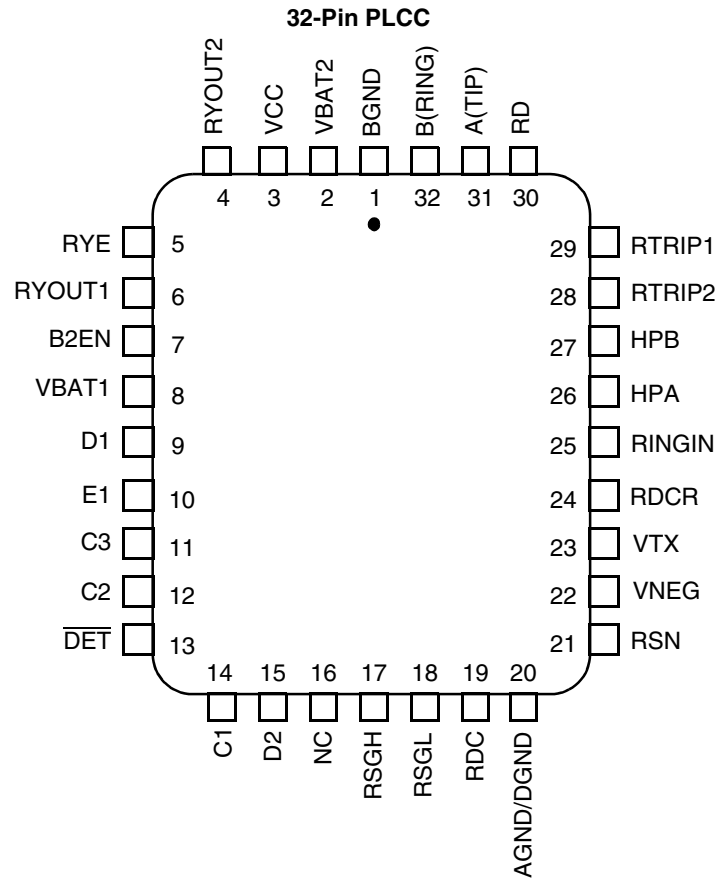 32-Pin PLCC
RYOUT2
VCC
VBAT2
BGND
B(RING)
A(TIP)
RD
4 3 2 1 32 31 30
RYE 5 29 RTRIP1
RYOUT1 6 28 RTRIP2
B2EN 7 27 HPB
VBAT1 8 26 HPA
D1 9 25 RINGIN
E1 10 24 RDCR
C3 11 23 VTX
C2 12 22 VNEG
D̅E̅T̅ 13 21 RSN
14 15 16 17 18 19 20
C1
D2
NC
RSGH
RSGL
RDC
AGND/DGND